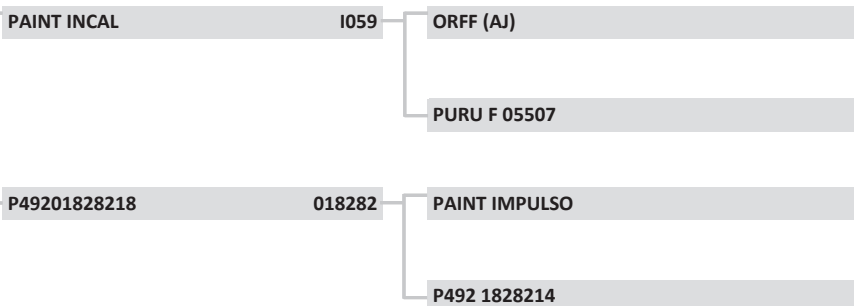 PAINT INCAL I059 ORFF (AJ)
PURU F 05507
P49201828218 018282 PAINT IMPULSO
P492 1828214